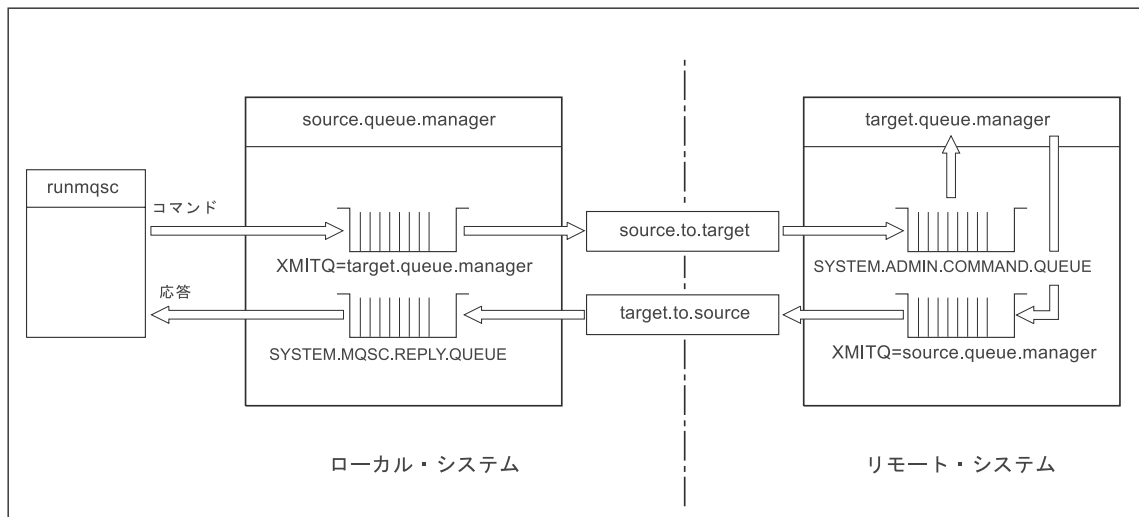 source.queue.manager
target.queue.manager
runmqsc
コマンド
source.to.target
XMITQ=target.queue.manager
SYSTEM.ADMIN.COMMAND.QUEUE
応答
target.to.source
SYSTEM.MQSC.REPLY.QUEUE
XMITQ=source.queue.manager
ローカル・システム
リモート・システム